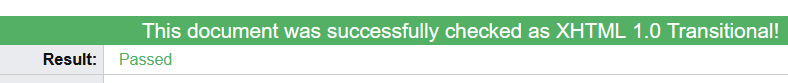 This document was successfully checked as XHTML 1.0 Transitional!
Result: Passed